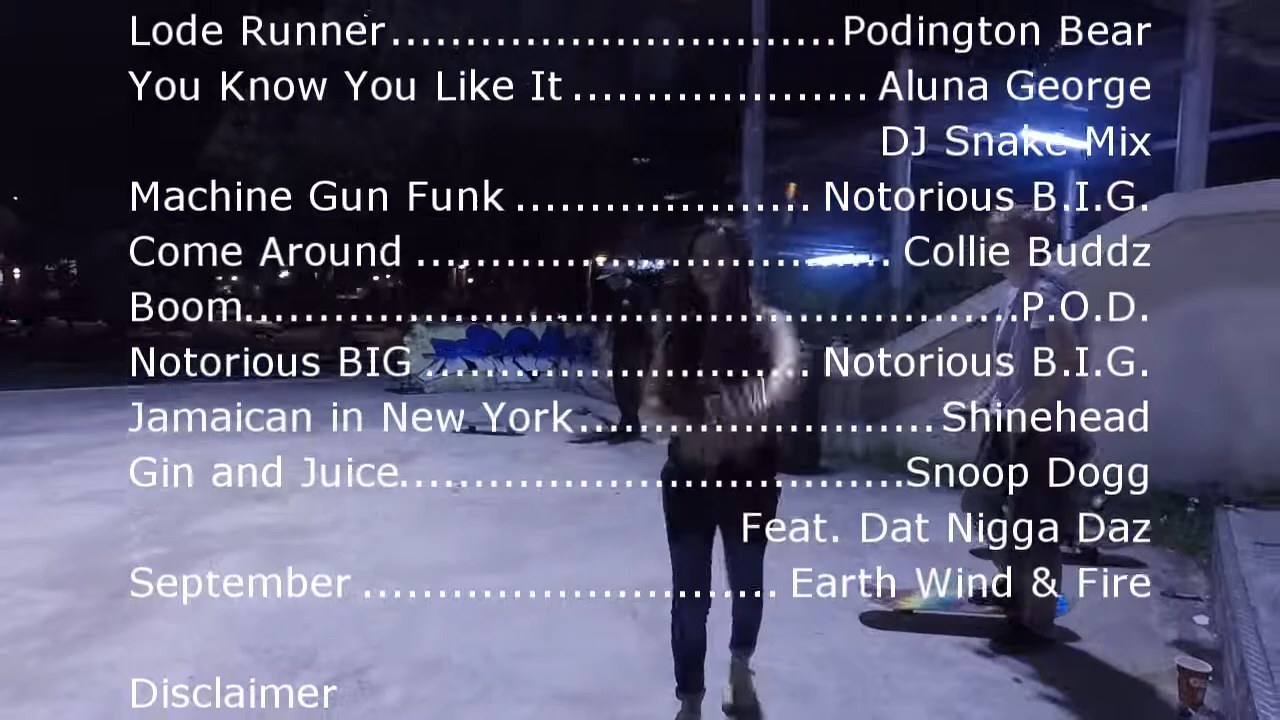 Lode Runner..............................Podington Bear
You Know You Like It .................... Aluna George
DJ Snake Mix
Machine Gun Funk .................... Notorious B.I.G.
Come Around ................................ Collie Buddz
Boom....................................................P.O.D.
Notorious BIG .......................... Notorious B.I.G.
Jamaican in New York........................Shinehead
Gin and Juice..................................Snoop Dogg
Feat. Dat Nigga Daz
September ............................ Earth Wind & Fire
Disclaimer